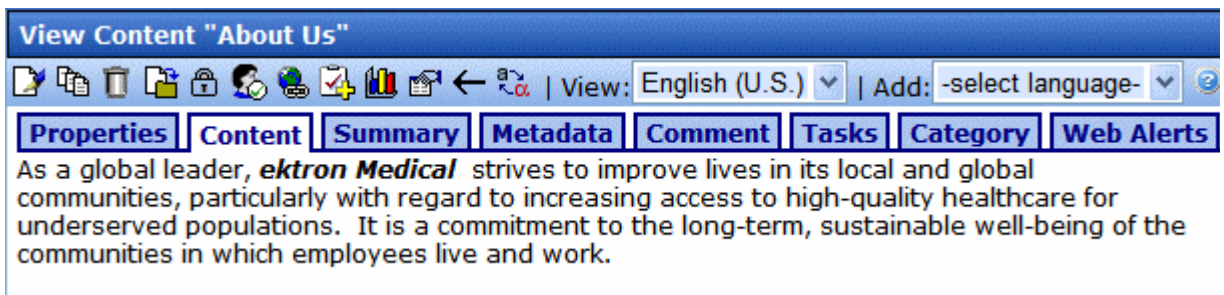 View Content "About Us"
| View: English (U.S.) | Add: -select language-
Properties Content Summary Metadata Comment Tasks Category Web Alerts
As a global leader, ektron Medical strives to improve lives in its local and global
communities, particularly with regard to increasing access to high-quality healthcare for
underserved populations. It is a commitment to the long-term, sustainable well-being of the
communities in which employees live and work.